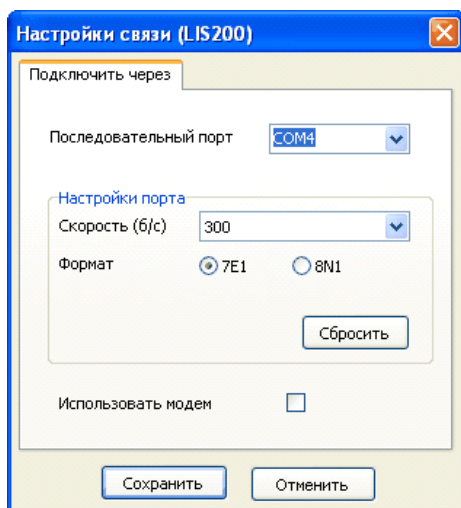 Настройки связи (LIS200)
Подключить через
Последовательный порт COM4
Настройки порта
Скорость (б/с) 300
Формат 7E1 8N1
Сбросить
Использовать модем
Сохранить Отменить